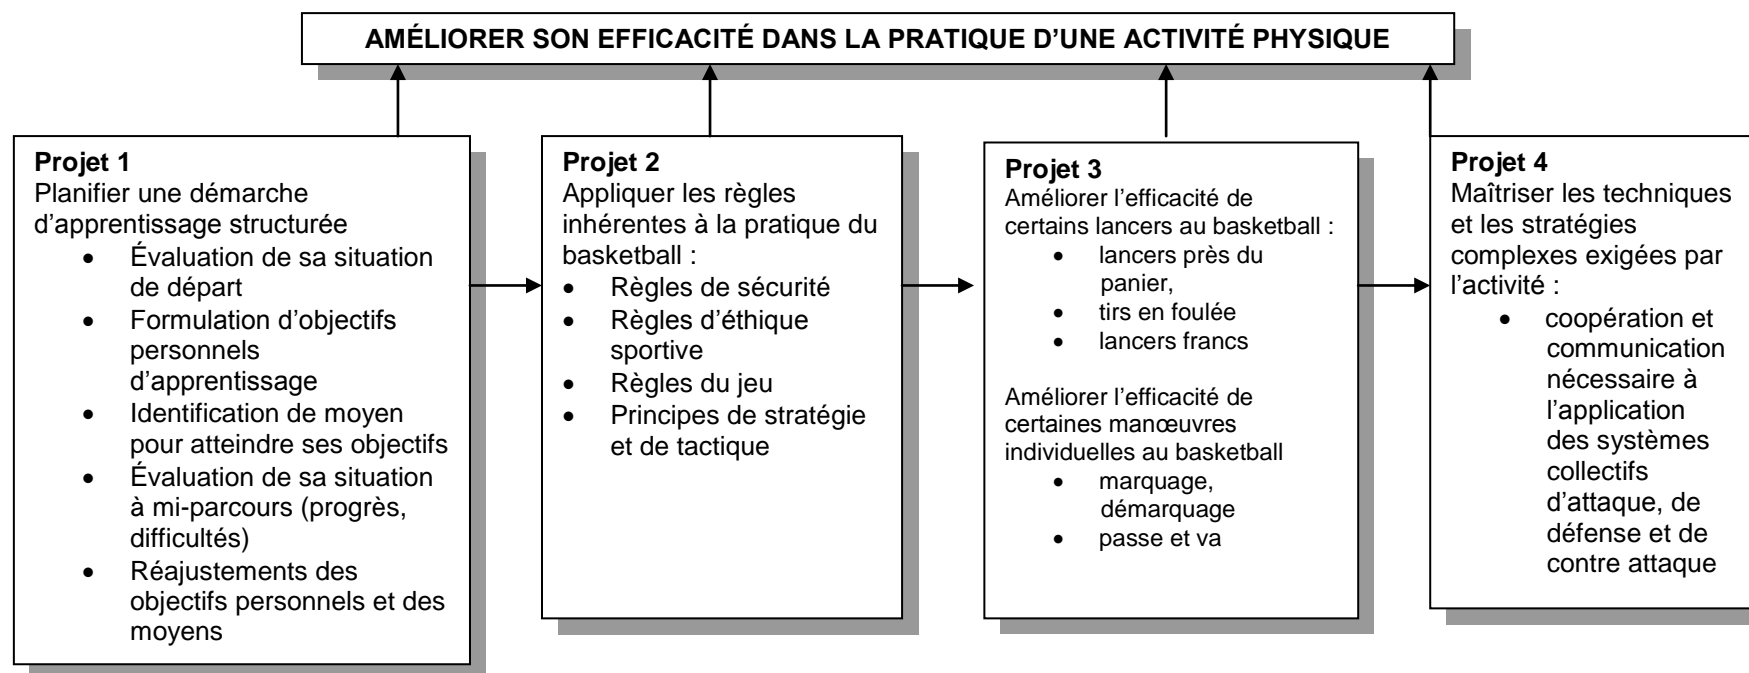 AMÉLIORER SON EFFICACITÉ DANS LA PRATIQUE D’UNE ACTIVITÉ PHYSIQUE
Projet 1
Planifier une démarche
d’apprentissage structurée
• Évaluation de sa situation
de départ
• Formulation d’objectifs
personnels
d’apprentissage
• Identification de moyen
pour atteindre ses objectifs
• Évaluation de sa situation
à mi-parcours (progrès,
difficultés)
• Réajustements des
objectifs personnels et des
moyens
Projet 2
Appliquer les règles
inhérentes à la pratique du
basketball :
• Règles de sécurité
• Règles d’éthique
sportive
• Règles du jeu
• Principes de stratégie
et de tactique
Projet 3
Améliorer l’efficacité de
certains lancers au basketball :
• lancers près du
panier,
• tirs en foulée
• lancers francs
Améliorer l’efficacité de
certaines manœuvres
individuelles au basketball
• marquage,
démarquage
• passe et va
Projet 4
Maîtriser les techniques
et les stratégies
complexes exigées par
l’activité :
• coopération et
communication
nécessaire à
l’application
des systèmes
collectifs
d’attaque, de
défense et de
contre attaque